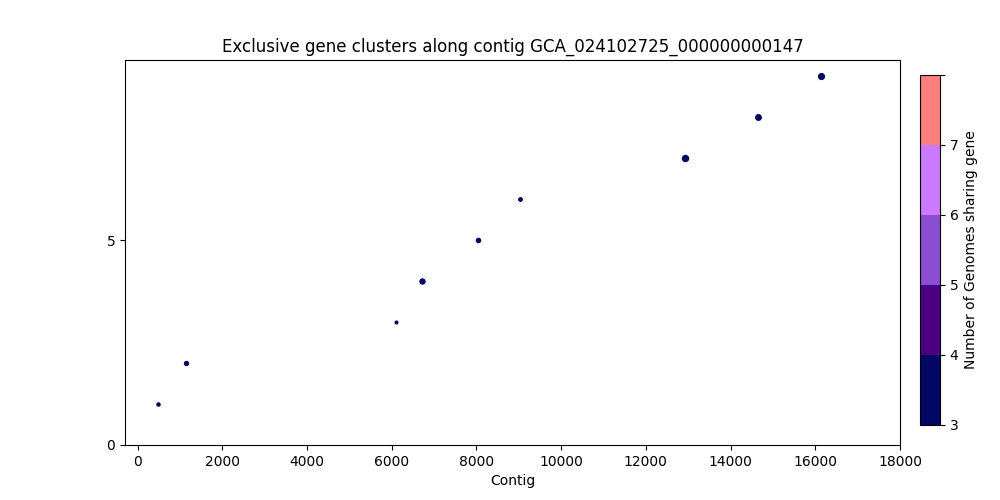 Exclusive gene clusters along contig GCA_024102725_000000000147
5
0
0 2000 4000 6000 8000 10000 12000 14000 16000 18000
Contig
7
6
5
4
3
Number of Genomes sharing gene